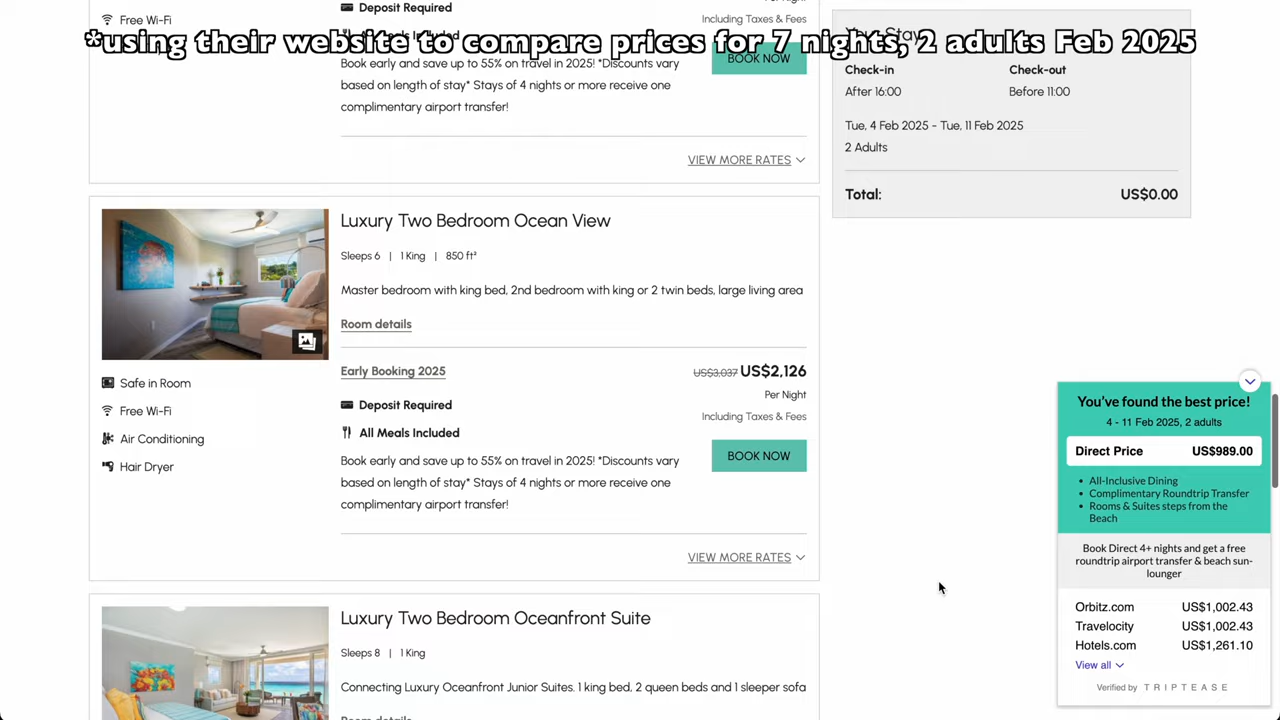 Deposit Required
Free Wi-Fi
Including Taxes & Fees
*using their website to compare prices for 7 nights, 2 adults Feb 2025
Book early and save up to 55% on travel in 2025! *Discounts vary
based on length of stay* Stays of 4 nights or more receive one
complimentary airport transfer!
BOOK NOW
VIEW MORE RATES
Check-in
Check-out
After 16:00
Before 11:00
Tue, 4 Feb 2025 - Tue, 11 Feb 2025
2 Adults
Total:
US$0.00
Luxury Two Bedroom Ocean View
Sleeps 6 | 1 King | 850 ft²
Master bedroom with king bed, 2nd bedroom with king or 2 twin beds, large living area
Room details
Safe in Room
Free Wi-Fi
Air Conditioning
Hair Dryer
Early Booking 2025
US$3,037 US$2,126
Per Night
Including Taxes & Fees
Deposit Required
All Meals Included
BOOK NOW
Book early and save up to 55% on travel in 2025! *Discounts vary
based on length of stay* Stays of 4 nights or more receive one
complimentary airport transfer!
VIEW MORE RATES
Luxury Two Bedroom Oceanfront Suite
Sleeps 8 | 1 King
Connecting Luxury Oceanfront Junior Suites. 1 king bed, 2 queen beds and 1 sleeper sofa
You've found the best price!
4 - 11 Feb 2025, 2 adults
Direct Price US$989.00
• All-Inclusive Dining
• Complimentary Roundtrip Transfer
• Rooms & Suites steps from the
Beach
Book Direct 4+ nights and get a free
roundtrip airport transfer & beach sun-
lounger
Orbitz.com US$1,002.43
Travelocity US$1,002.43
Hotels.com US$1,261.10
View all
Verified by TRIPTEASE